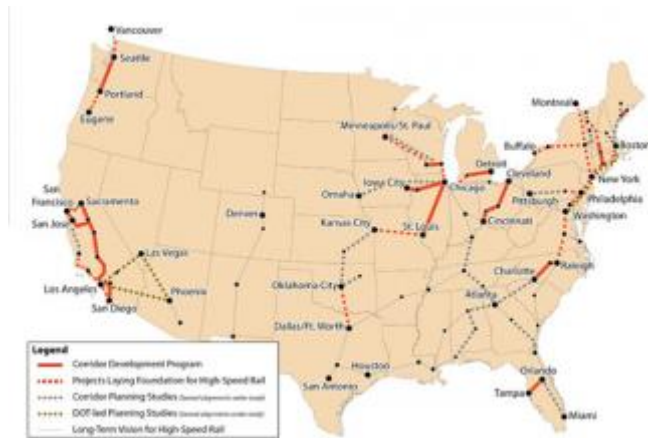 Vancouver
Seattle
Portland
Eugene
Montreal
Minneapolis/St. Paul
Buffalo
Boston
Detroit
Cleveland
Iowa City
Chicago
Omaha
New York
Pittsburgh
Philadelphia
Washington
San
Francisco
Sacramento
San Jose
Denver
Kansas City
St. Louis
Cincinnati
Las Vegas
Los Angeles
Phoenix
San Diego
Oklahoma City
Charlotte
Raleigh
Atlanta
Dallas/Ft. Worth
Houston
San Antonio
Orlando
Tampa
Miami
Legend
Corridor Development Program
Projects Laying Foundation for High-Speed Rail
Corridor Planning Studies
DOT-led Planning Studies
Long-Term Vision for High-Speed Rail